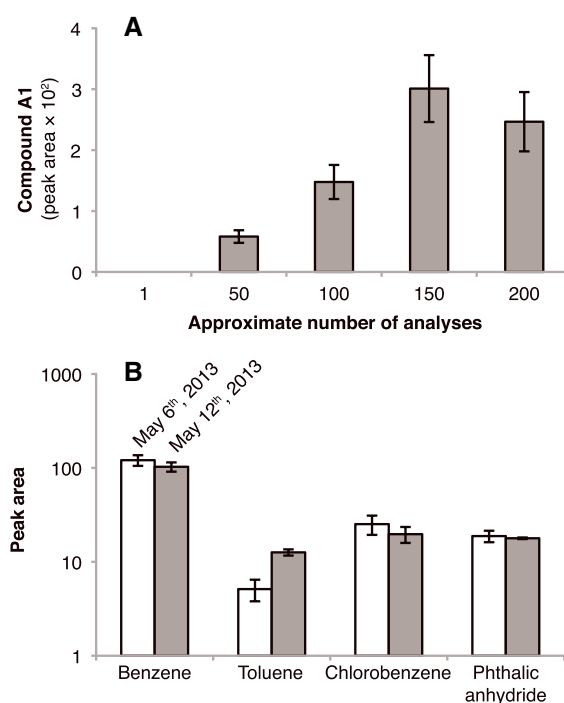 A
4
3
2
1
0
Compound A1
(peak area × 10²)
1 50 100 150 200
Approximate number of analyses
B
May 6th, 2013
May 12th, 2013
1000
100
10
1
Peak area
Benzene Toluene Chlorobenzene Phthalic
anhydride